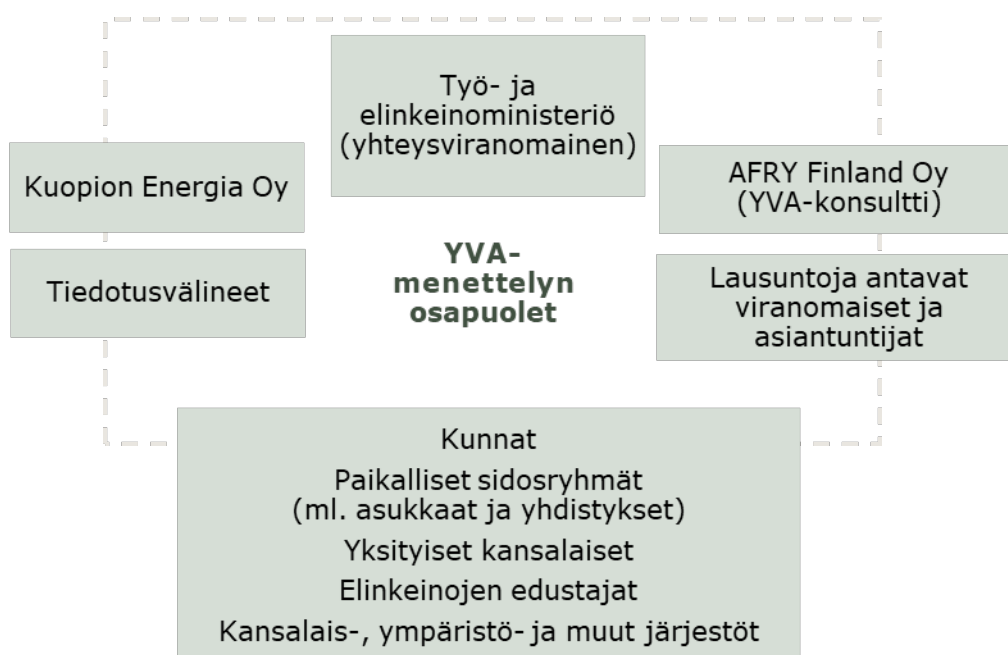 Työ- ja
elinkeinoministeriö
(yhteysviranomainen)
Kuopion Energia Oy
AFRY Finland Oy
(YVA-konsultti)
YVA-
menettelyn
osapuolet
Tiedotusvälineet
Lausuntoja antavat
viranomaiset ja
asiantuntijat
Kunnat
Paikalliset sidosryhmät
(ml. asukkaat ja yhdistykset)
Yksityiset kansalaiset
Elinkeinojen edustajat
Kansalais-, ympäristö- ja muut järjestöt